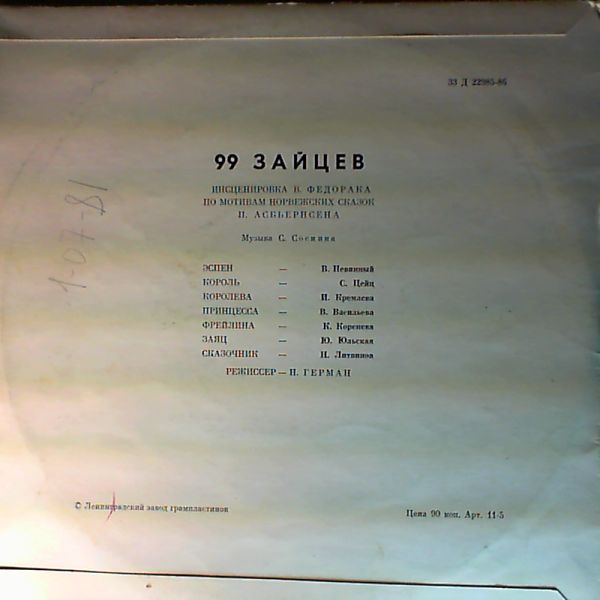 33 Д 22985-86
99 ЗАЙЦЕВ
ИНСЦЕНИРОВКА В. ФЕДОРАКА
ПО МОТИВАМ НОРВЕЖСКИХ СКАЗОК
П. АСБЬЕРНСЕНА
Музыка С. Соснина
ЭСПЕН — В. Невинный
КОРОЛЬ — С. Цейц
КОРОЛЕВА — И. Кремлева
ПРИНЦЕССА — В. Васильева
ФРЕЙЛИНА — К. Коренева
ЗАЯЦ — Ю. Юльская
СКАЗОЧНИК — Н. Литвинов
РЕЖИССЕР — Н. ГЕРМАН
1-07-81
© Ленинградский завод грампластинок
Цена 90 коп. Арт. 11-5